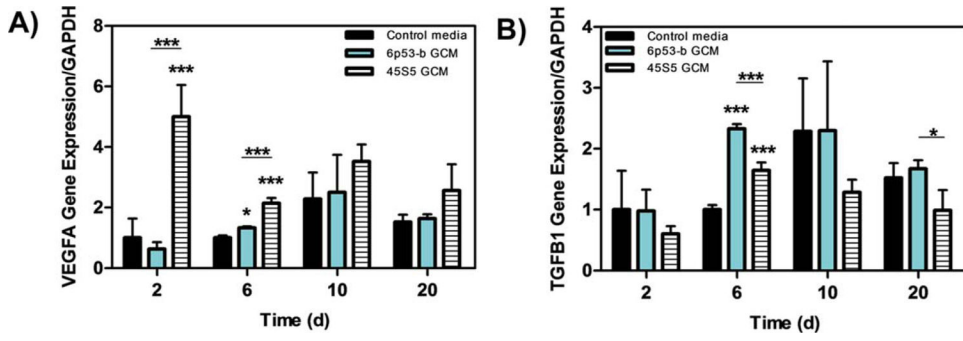 A)
VEGFA Gene Expression/GAPDH
8
6
4
2
0
***
***
*
***
***
Control media
6p53-b GCM
45S5 GCM
2 6 10 20
Time (d)
B)
TGFB1 Gene Expression/GAPDH
4
3
2
1
0
***
***
***
*
Control media
6p53-b GCM
45S5 GCM
2 6 10 20
Time (d)